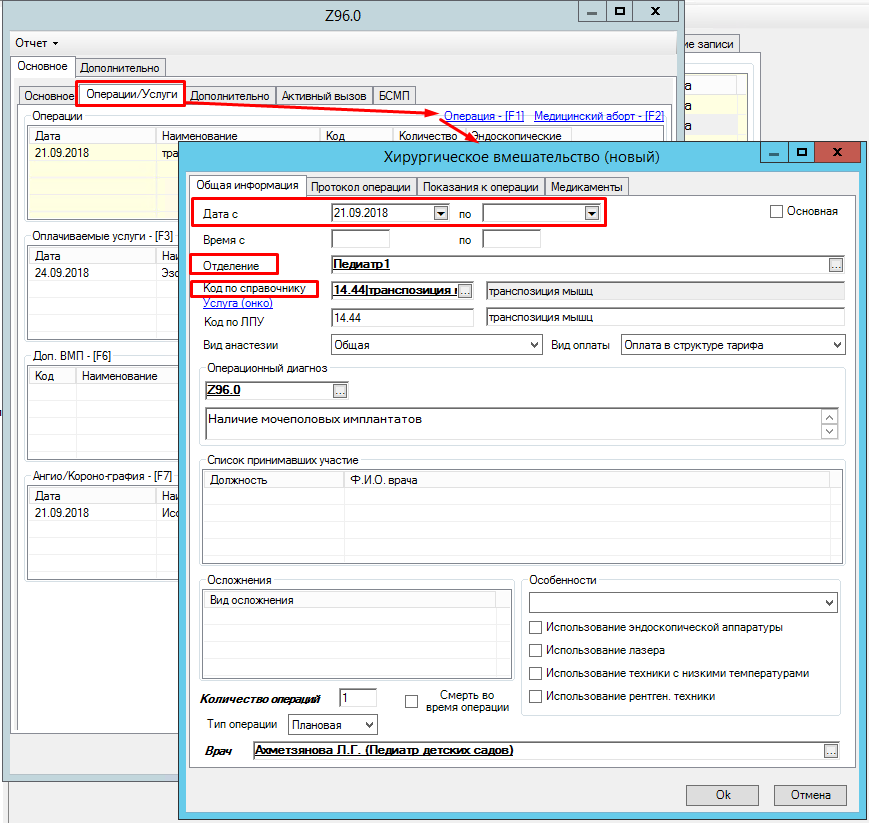 Z96.0
Отчет
Основное Дополнительно
ие записи
Основное Операции/Услуги Дополнительно Активный вызов БСМП
Операции Операция - [F1] Медицинский аборт - [F2]
Дата Наименование Код Количество Эндоскопические
21.09.2018 тра
Оплачиваемые услуги - [F3]
Дата Наи
24.09.2018 Эзо
Доп. ВМП - [F6]
Код Наименование
Ангио/Короно-графия - [F7]
Дата Наи
21.09.2018 Исс
Хирургическое вмешательство (новый)
Общая информация Протокол операции Показания к операции Медикаменты
Дата с 21.09.2018 по Основная
Время с по
Отделение Педиатр1 ...
Код по справочнику 14.44|транспозиция м ... транспозиция мышц
Услуга (онко)
Код по ЛПУ 14.44 транспозиция мышц
Вид анастезии Общая Вид оплаты Оплата в структуре тарифа
Операционный диагноз
Z96.0 ...
Наличие мочеполовых имплантатов
Список принимавших участие
Должность Ф.И.О. врача
Осложнения
Вид осложнения
Особенности
Использование эндоскопической аппаратуры
Использование лазера
Использование техники с низкими температурами
Использование рентген. техники
Количество операций 1 Смерть во
время операции
Тип операции Плановая
Врач Ахметзянова Л.Г. (Педиатр детских садов) ...
Ok Отмена